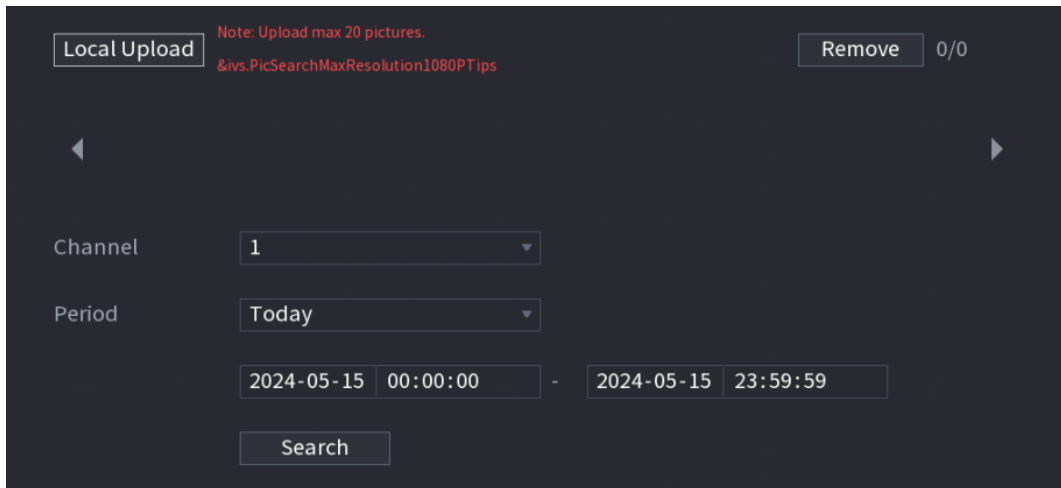 Local Upload
Note: Upload max 20 pictures.
&ivs.PicSearchMaxResolution1080PTips
Remove 0/0
Channel 1
Period Today
2024-05-15 00:00:00 - 2024-05-15 23:59:59
Search